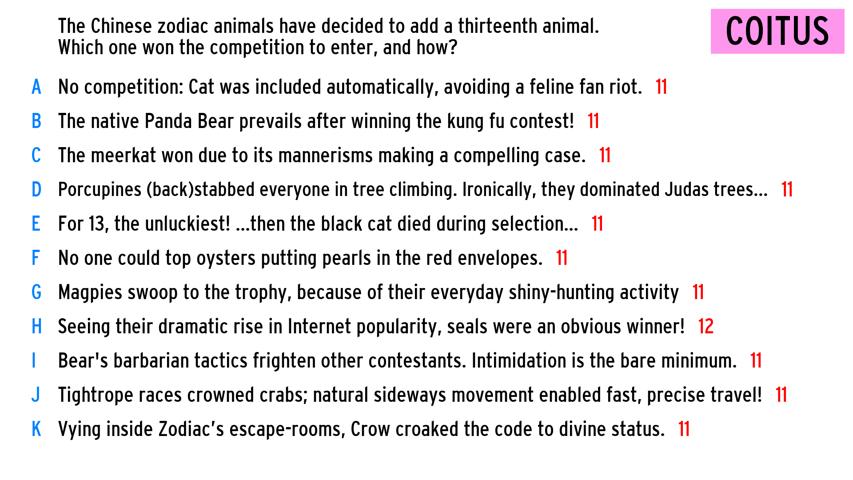 The Chinese zodiac animals have decided to add a thirteenth animal.
Which one won the competition to enter, and how?
COITUS
A No competition: Cat was included automatically, avoiding a feline fan riot. 11
B The native Panda Bear prevails after winning the kung fu contest! 11
C The meerkat won due to its mannerisms making a compelling case. 11
D Porcupines (back)stabbed everyone in tree climbing. Ironically, they dominated Judas trees... 11
E For 13, the unluckiest! ...then the black cat died during selection... 11
F No one could top oysters putting pearls in the red envelopes. 11
G Magpies swoop to the trophy, because of their everyday shiny-hunting activity 11
H Seeing their dramatic rise in Internet popularity, seals were an obvious winner! 12
I Bear's barbarian tactics frighten other contestants. Intimidation is the bare minimum. 11
J Tightrope races crowned crabs; natural sideways movement enabled fast, precise travel! 11
K Vying inside Zodiac's escape-rooms, Crow croaked the code to divine status. 11